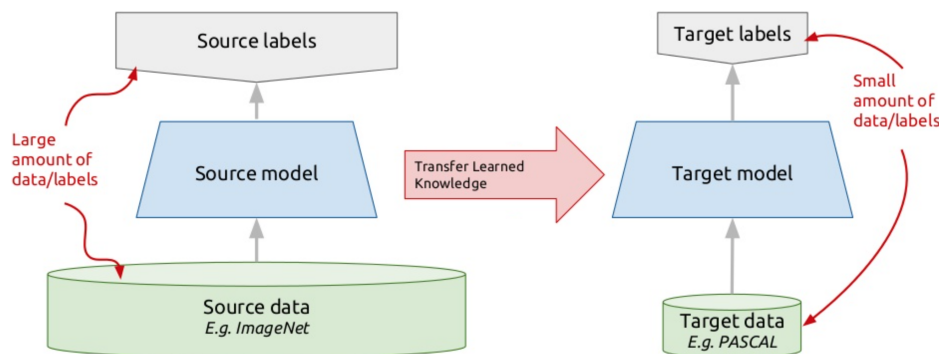 Source labels
Large
amount of
data/labels
Source model
Source data
E.g. ImageNet
Transfer Learned
Knowledge
Target labels
Small
amount of
data/labels
Target model
Target data
E.g. PASCAL